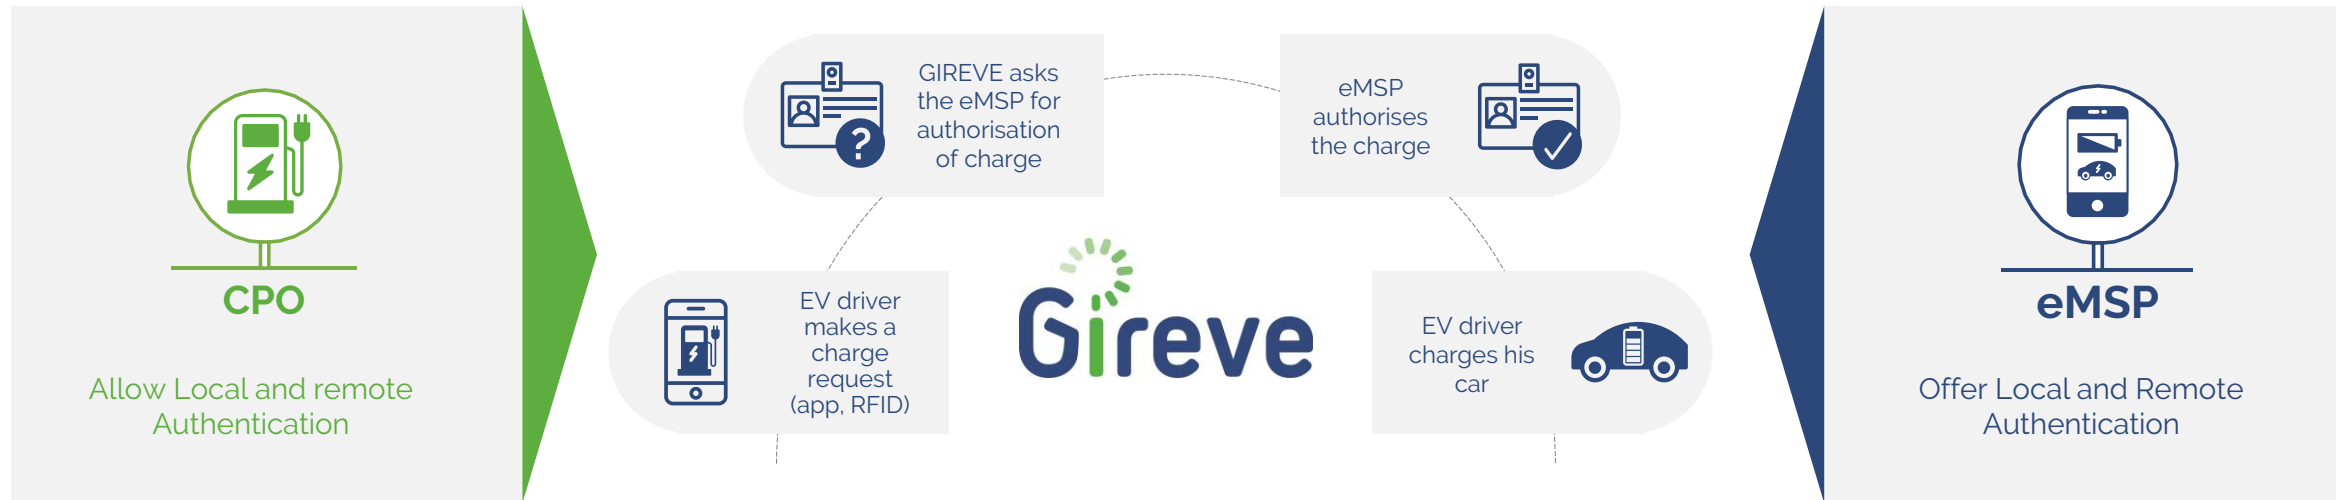 CPO
Allow Local and remote
Authentication
GIREVE asks
the eMSP for
authorisation
of charge
?
EV driver
makes a
charge
request
(app, RFID)
Gireve
eMSP
authorises
the charge
EV driver
charges his
car
eMSP
Offer Local and Remote
Authentication